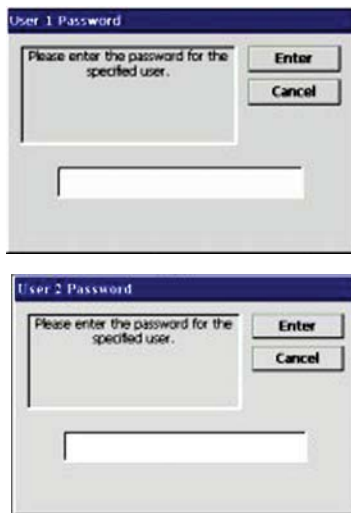 User 1 Password
Please enter the password for the
specified user.
Enter
Cancel
User 2 Password
Please enter the password for the
specified user.
Enter
Cancel